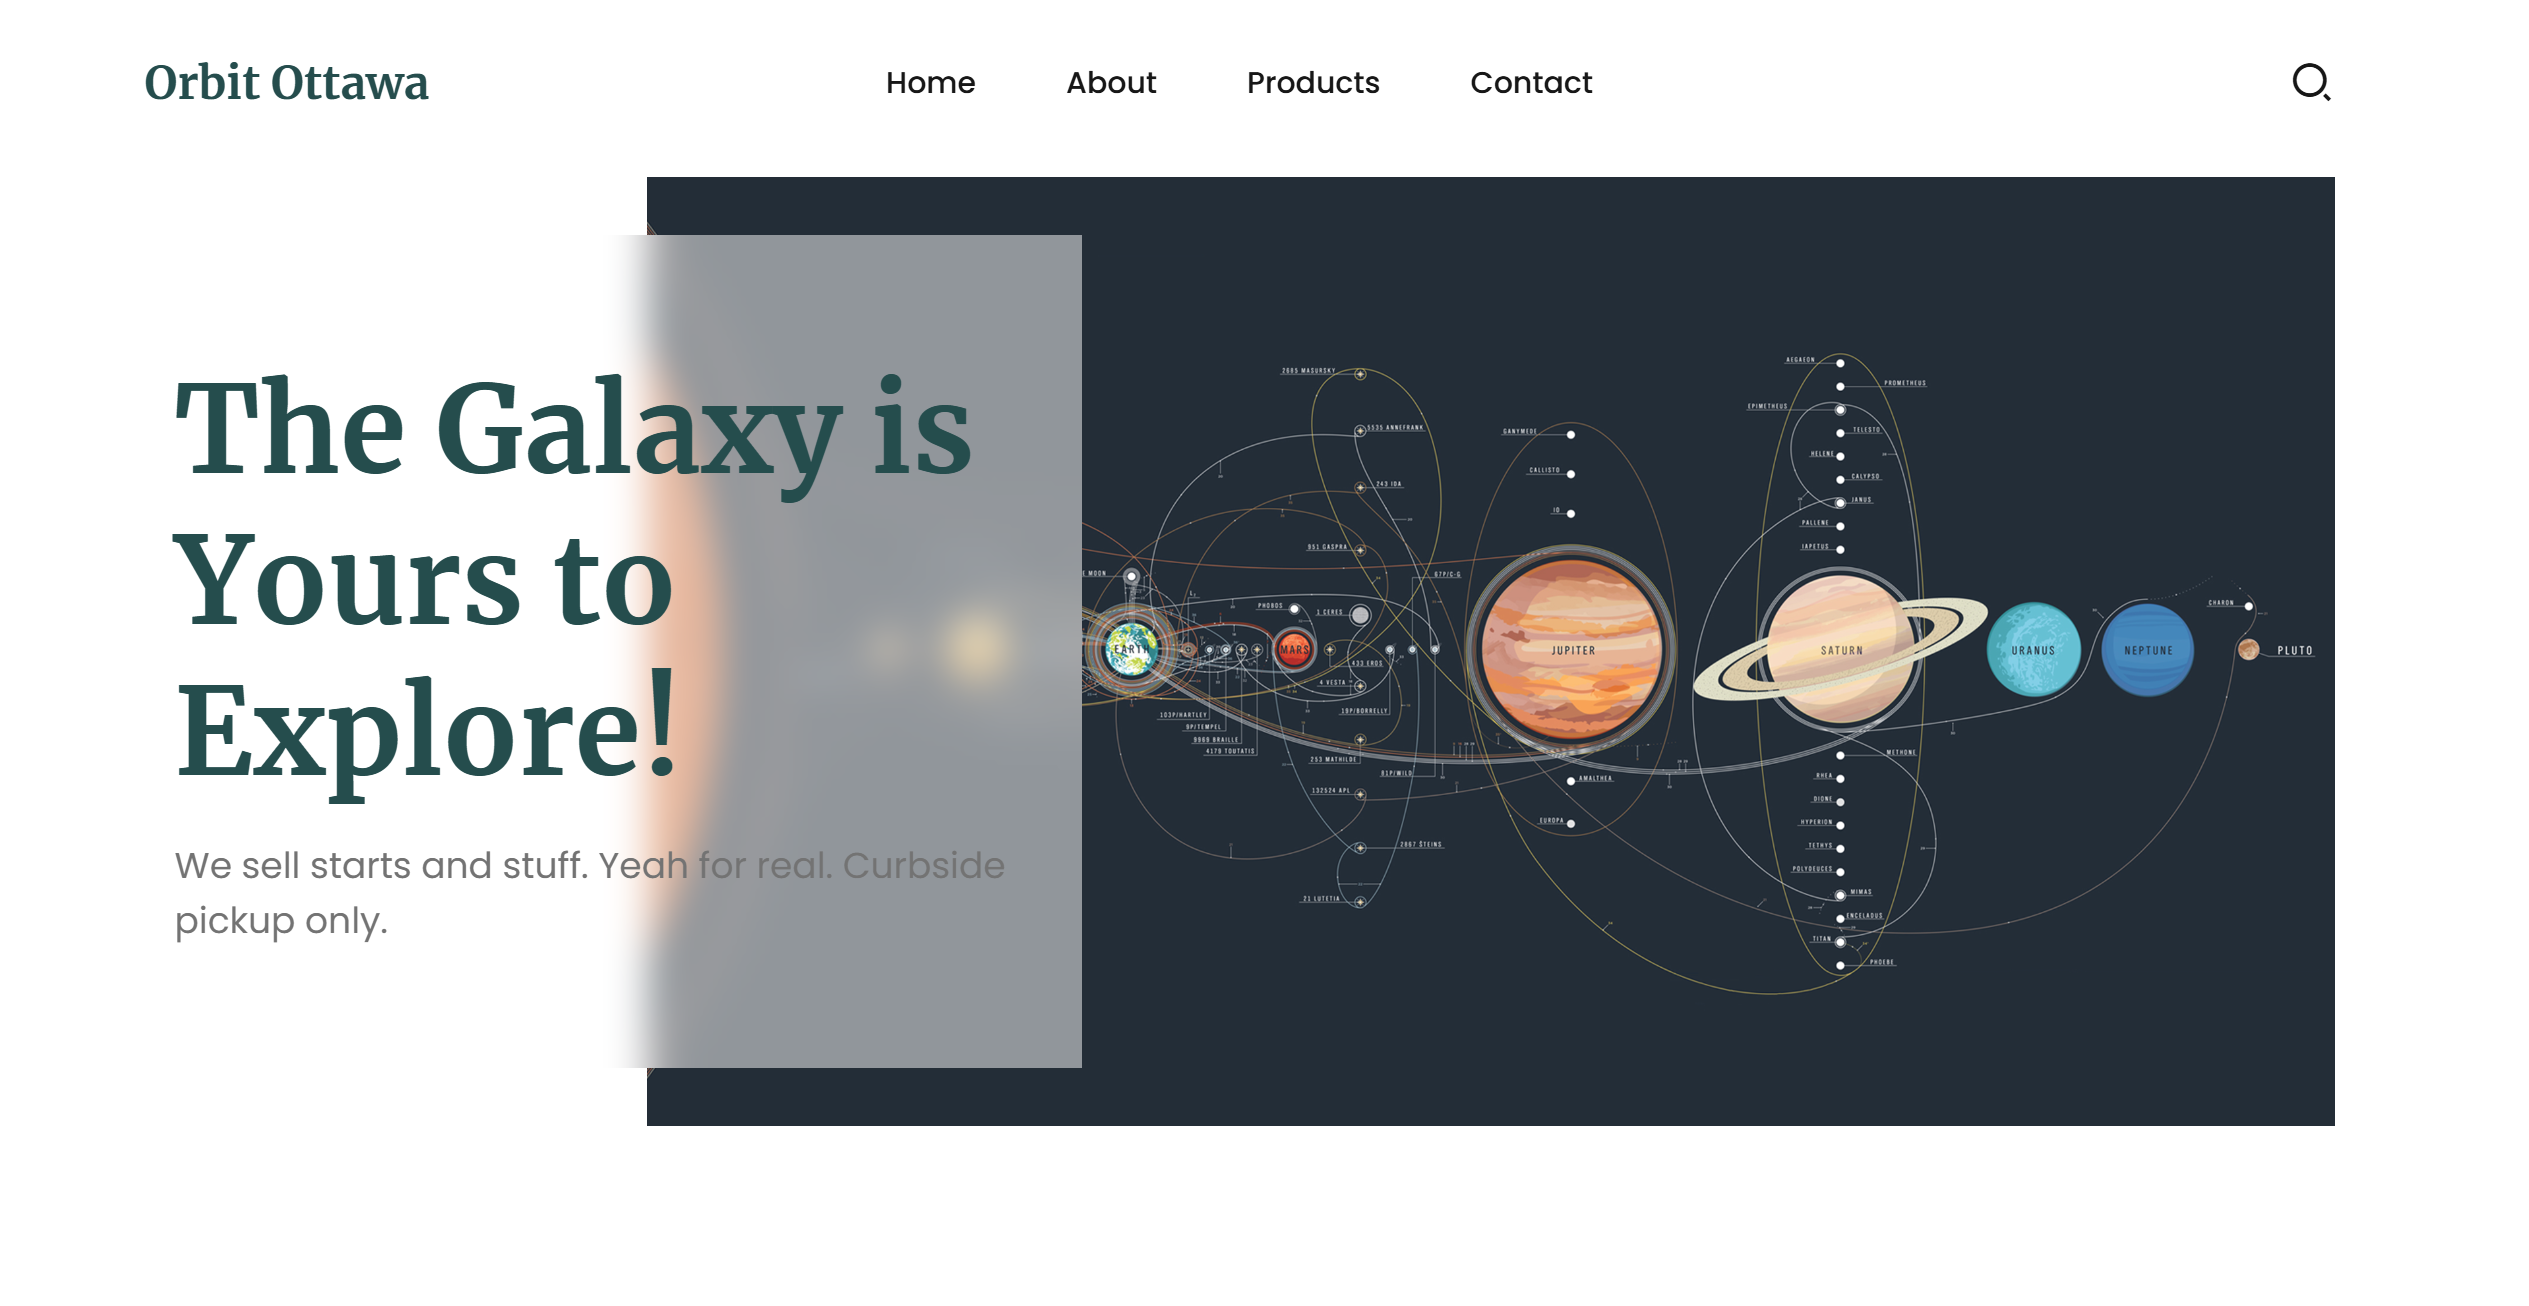 Orbit Ottawa
Home
About
Products
Contact
The Galaxy is
Yours to
Explore!
We sell starts and stuff. Yeah for real. Curbside
pickup only.
2685 MASURSKY
5535 ANNEFRANK
243 IDA
951 GASPRA
E MOON
67P/C-G
PHOBOS
1 CERES
EARTH
MARS
433 EROS
4 VESTA
19P/BORRELLY
103P/HARTLEY
9P/TEMPEL
9969 BRAILLE
4179 TOUTATIS
253 MATHILDE
81P/WILD
132524 APL
2867 ŠTEINS
21 LUTETIA
GANYMEDE
CALLISTO
IO
JUPITER
AMALTHEA
EUROPA
AEGAEON
PROMETHEUS
EPIMETHEUS
TELESTO
HELENE
CALYPSO
JANUS
PALLENE
IAPETUS
SATURN
METHONE
RHEA
DIONE
HYPERION
TETHYS
POLYDEUCES
MIMAS
ENCELADUS
TITAN
PHOEBE
URANUS
NEPTUNE
CHARON
PLUTO